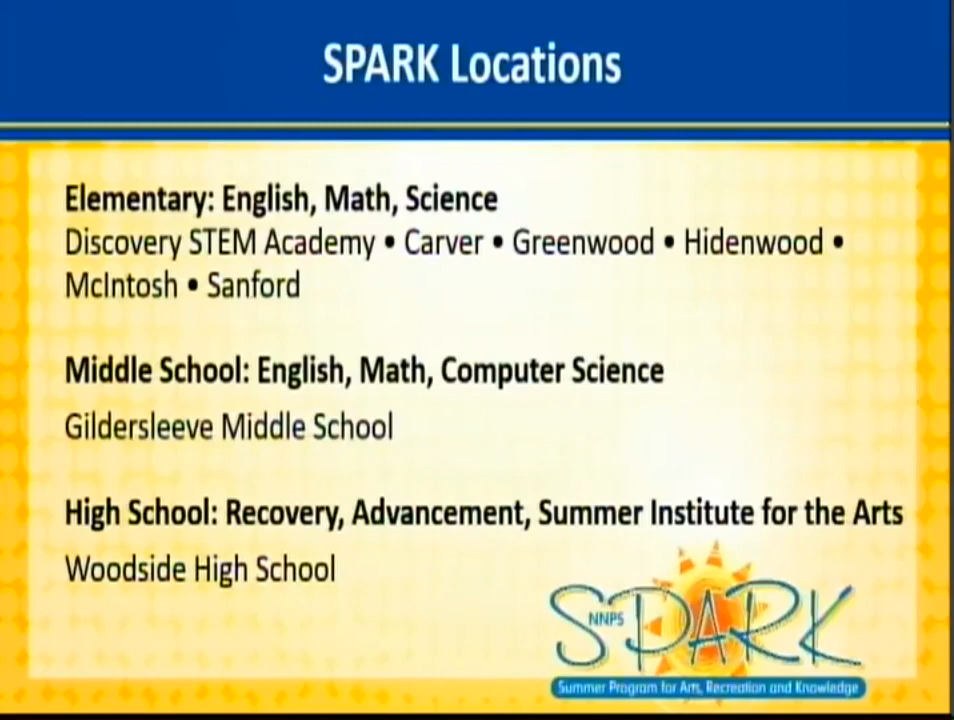 SPARK Locations
Elementary: English, Math, Science
Discovery STEM Academy • Carver • Greenwood • Hidenwood •
McIntosh • Sanford
Middle School: English, Math, Computer Science
Gildersleeve Middle School
High School: Recovery, Advancement, Summer Institute for the Arts
Woodside High School
NNPS
SPARK
Summer Program for Arts, Recreation and Knowledge